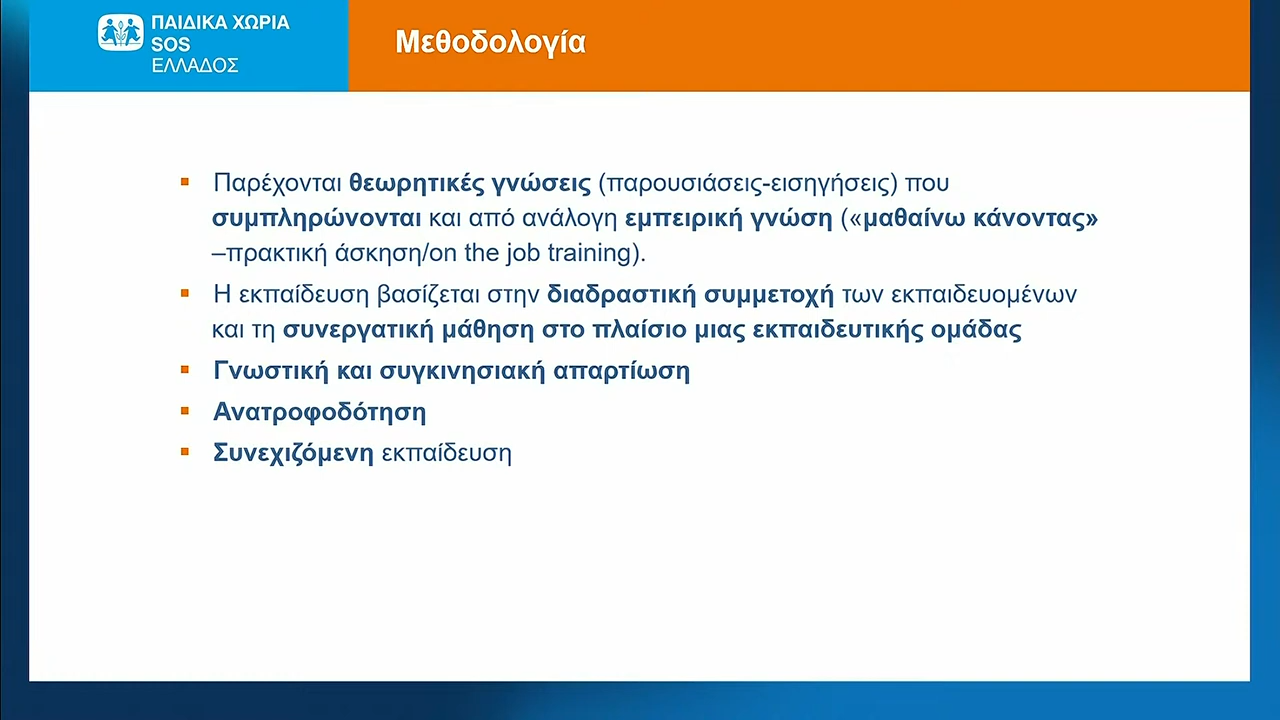 ΠΑΙΔΙΚΑ ΧΩΡΙΑ
SOS
ΕΛΛΑΔΟΣ
Μεθοδολογία
Παρέχονται θεωρητικές γνώσεις (παρουσιάσεις-εισηγήσεις) που
συμπληρώνονται και από ανάλογη εμπειρική γνώση («μαθαίνω κάνοντας»
–πρακτική άσκηση/on the job training).
Η εκπαίδευση βασίζεται στην διαδραστική συμμετοχή των εκπαιδευομένων
και τη συνεργατική μάθηση στο πλαίσιο μιας εκπαιδευτικής ομάδας
Γνωστική και συγκινησιακή απαρτίωση
Ανατροφοδότηση
Συνεχιζόμενη εκπαίδευση